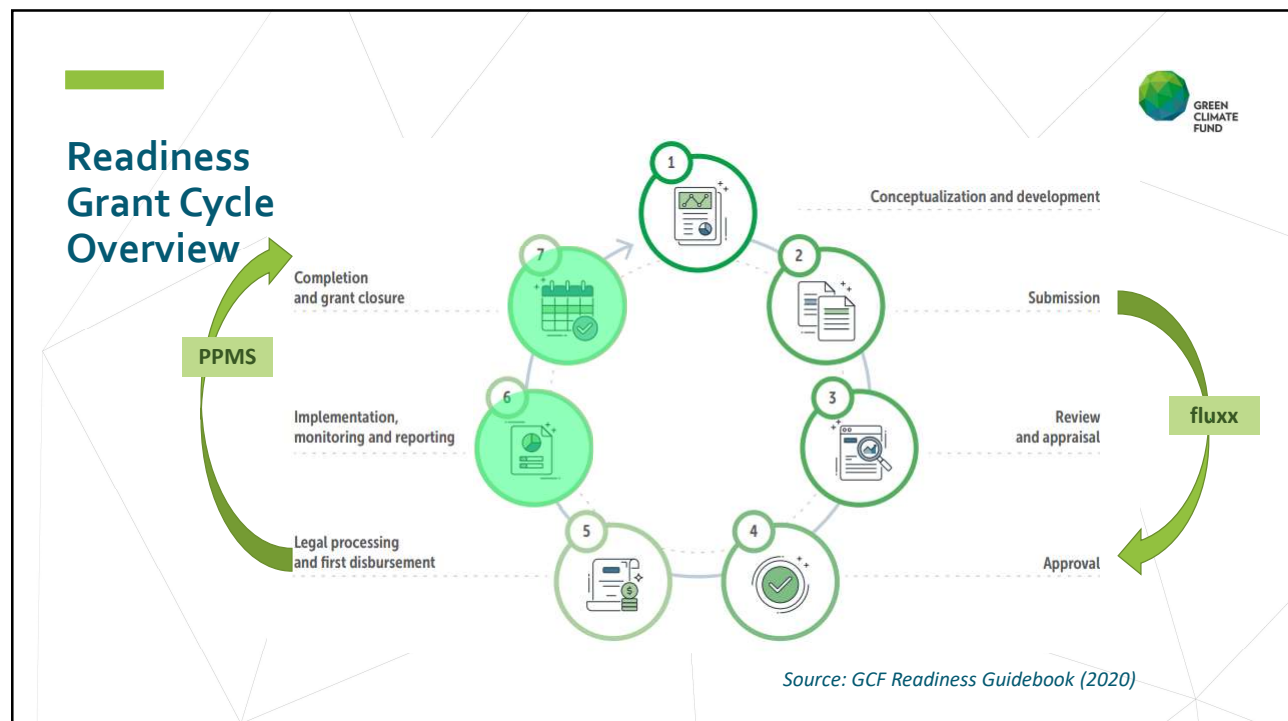 Readiness
Grant Cycle
Overview
GREEN
CLIMATE
FUND
1
Conceptualization and development
2
Submission
3
Review
and appraisal
fluxx
4
Approval
5
Legal processing
and first disbursement
6
Implementation,
monitoring and reporting
PPMS
7
Completion
and grant closure
$
Source: GCF Readiness Guidebook (2020)